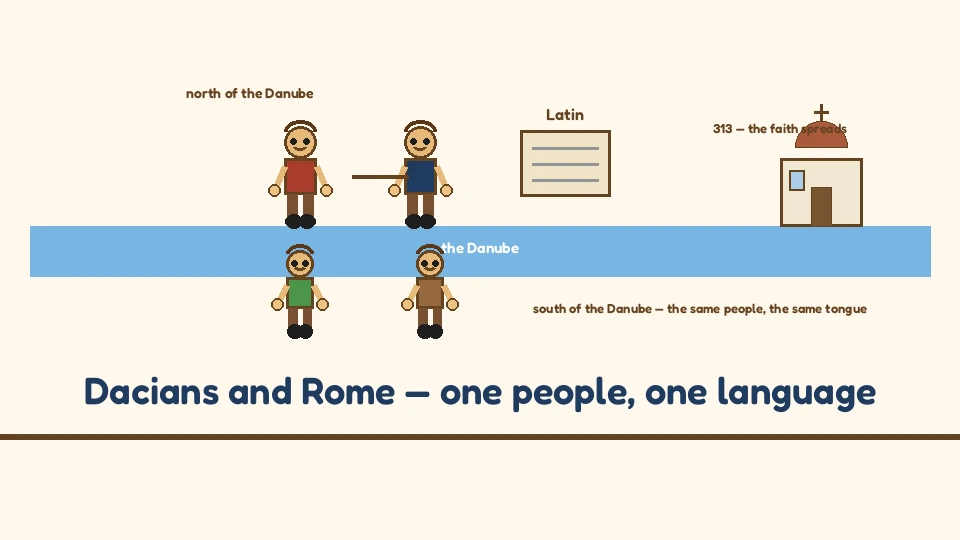 north of the Danube
Latin
313 — the faith spreads
the Danube
south of the Danube — the same people, the same tongue
Dacians and Rome — one people, one language